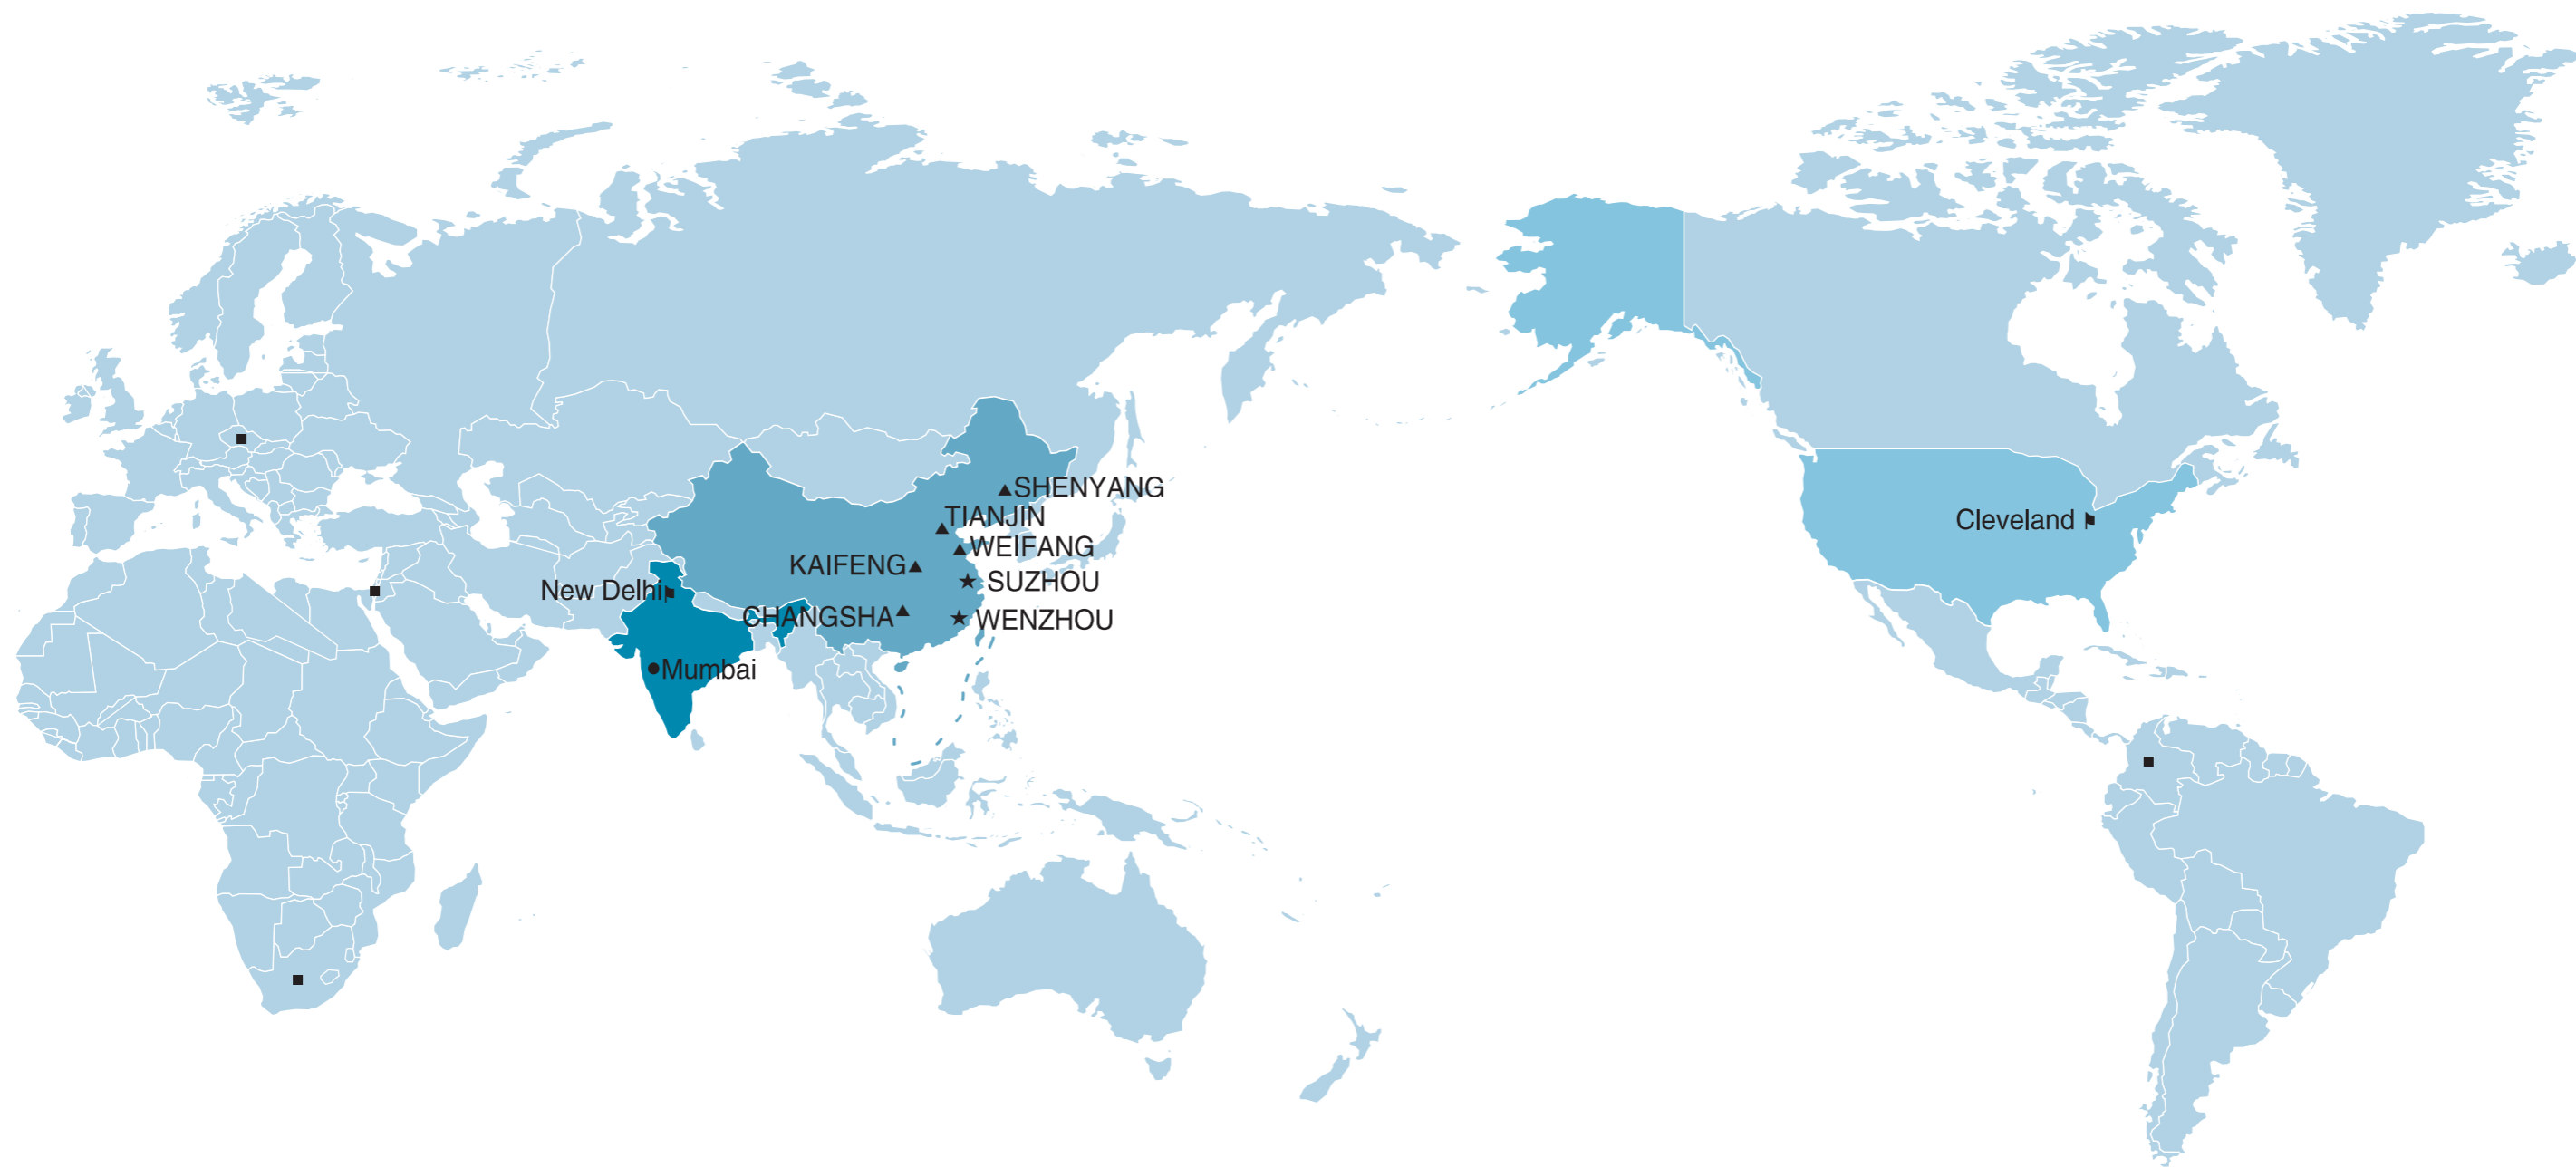 SHENYANG
TIANJIN
Cleveland
WEIFANG
KAIFENG
SUZHOU
New Delhi
CHANGSHA
WENZHOU
Mumbai